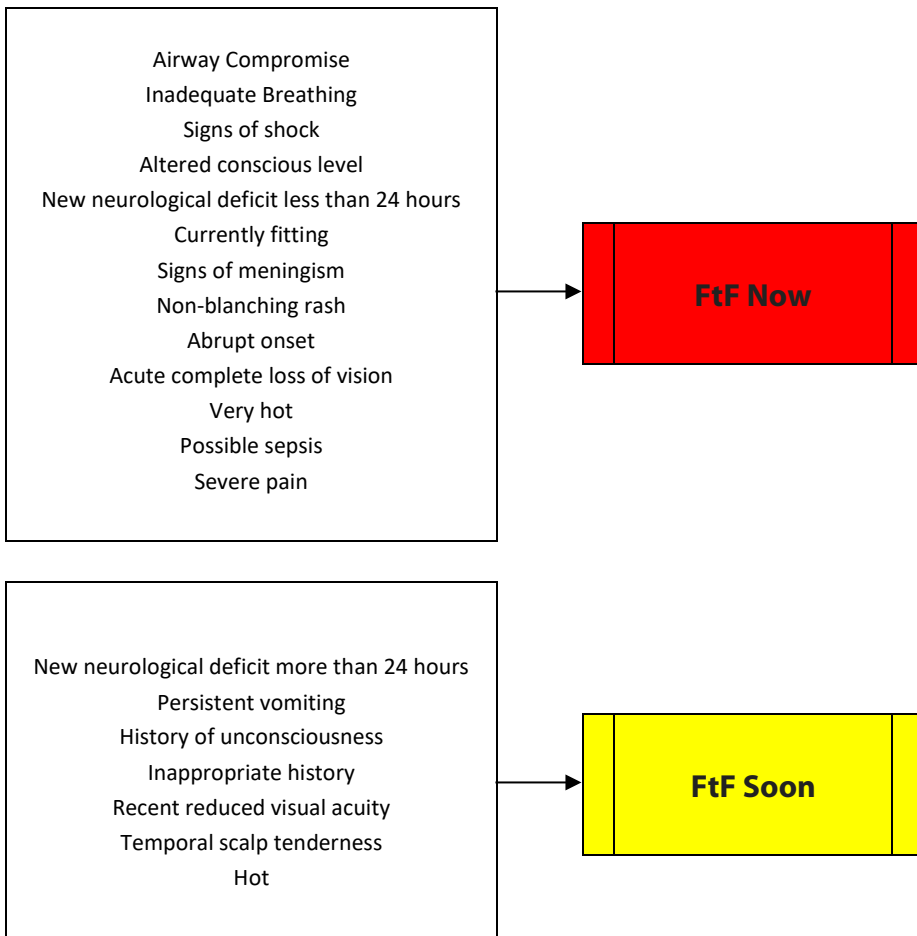 Airway Compromise
Inadequate Breathing
Signs of shock
Altered conscious level
New neurological deficit less than 24 hours
Currently fitting
Signs of meningism
Non-blanching rash
Abrupt onset
Acute complete loss of vision
Very hot
Possible sepsis
Severe pain
FtF Now
New neurological deficit more than 24 hours
Persistent vomiting
History of unconsciousness
Inappropriate history
Recent reduced visual acuity
Temporal scalp tenderness
Hot
FtF Soon